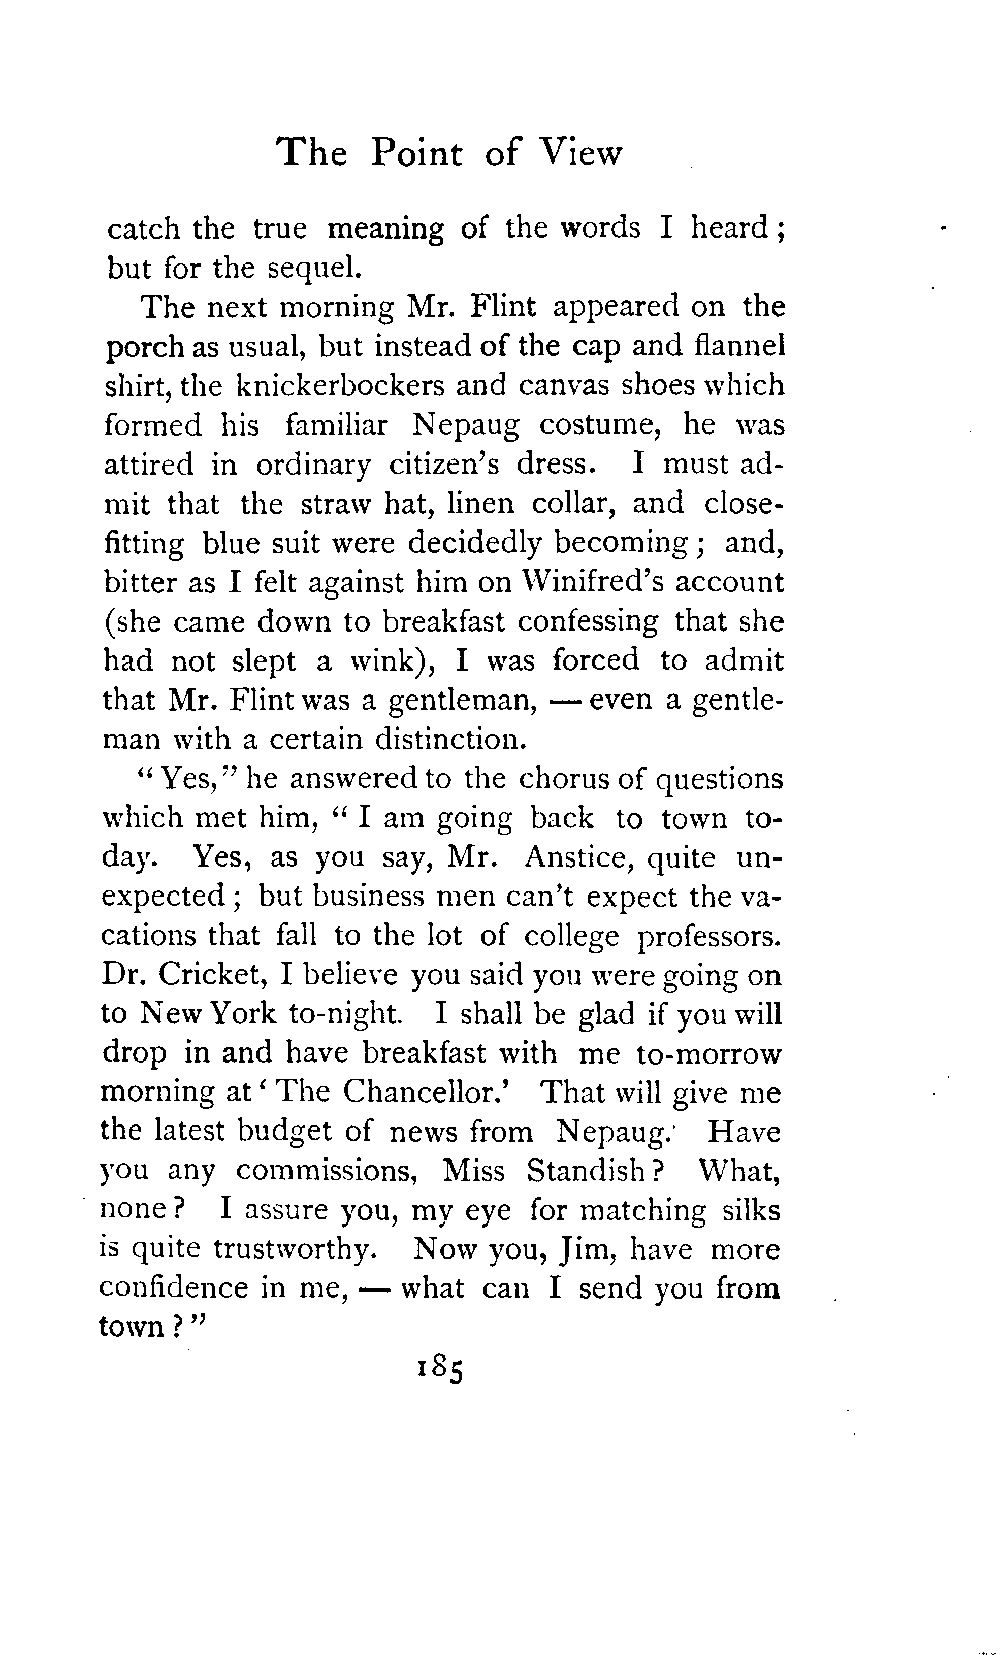 The Point of View
catch the true meaning of the words I heard;
but for the sequel.
The next morning Mr. Flint appeared on the
porch as usual, but instead of the cap and flannel
shirt, the knickerbockers and canvas shoes which
formed his familiar Nepaug costume, he was
attired in ordinary citizen's dress. I must ad-
mit that the straw hat, linen collar, and close-
fitting blue suit were decidedly becoming; and,
bitter as I felt against him on Winifred's account
(she came down to breakfast confessing that she
had not slept a wink), I was forced to admit
that Mr. Flint was a gentleman, — even a gentle-
man with a certain distinction.
"Yes," he answered to the chorus of questions
which met him, "I am going back to town to-
day. Yes, as you say, Mr. Anstice, quite un-
expected; but business men can't expect the va-
cations that fall to the lot of college professors.
Dr. Cricket, I believe you said you were going on
to New York to-night. I shall be glad if you will
drop in and have breakfast with me to-morrow
morning at 'The Chancellor.' That will give me
the latest budget of news from Nepaug. Have
you any commissions, Miss Standish? What,
none? I assure you, my eye for matching silks
is quite trustworthy. Now you, Jim, have more
confidence in me, — what can I send you from
town?"
185